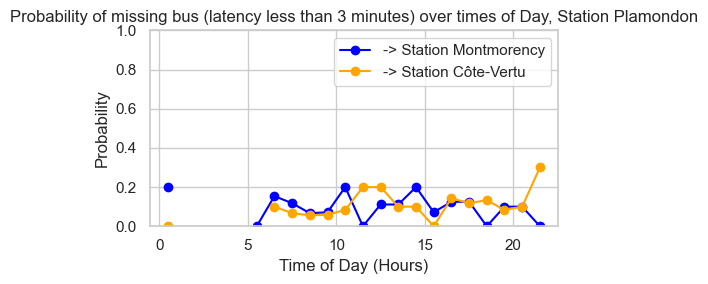 Probability of missing bus (latency less than 3 minutes) over times of Day, Station Plamondon
1.0
0.8
0.6
0.4
0.2
0.0
Probability
-> Station Montmorency
-> Station Côte-Vertu
0 5 10 15 20
Time of Day (Hours)